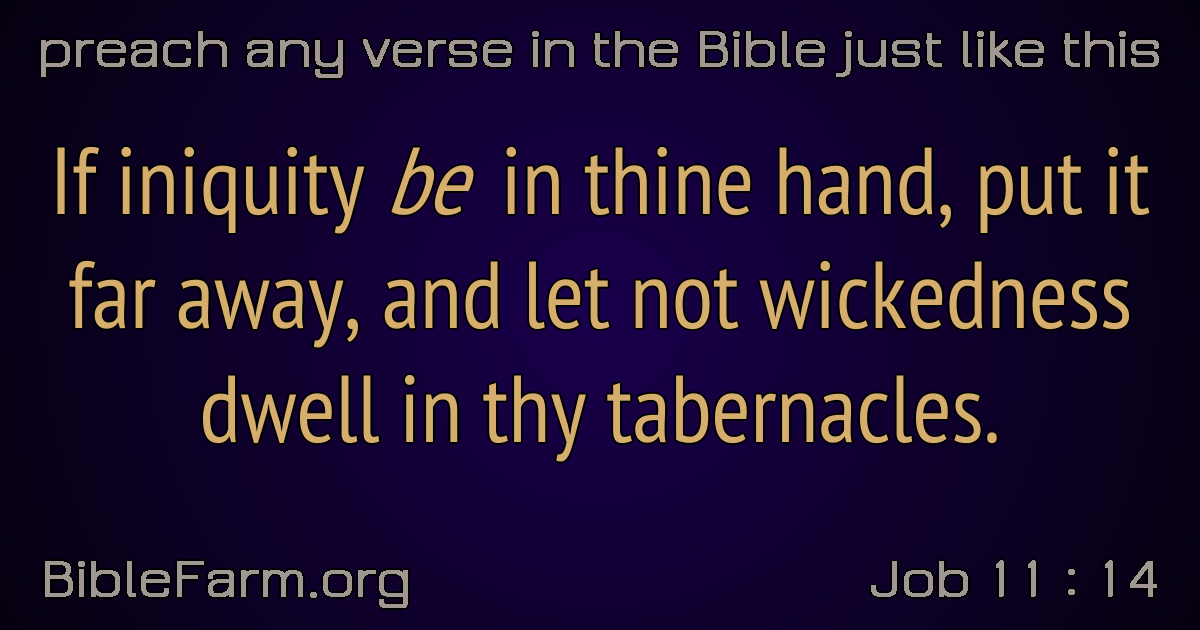 preach any verse in the Bible just like this
If iniquity be in thine hand, put it
far away, and let not wickedness
dwell in thy tabernacles.
BibleFarm.org
Job 11 : 14